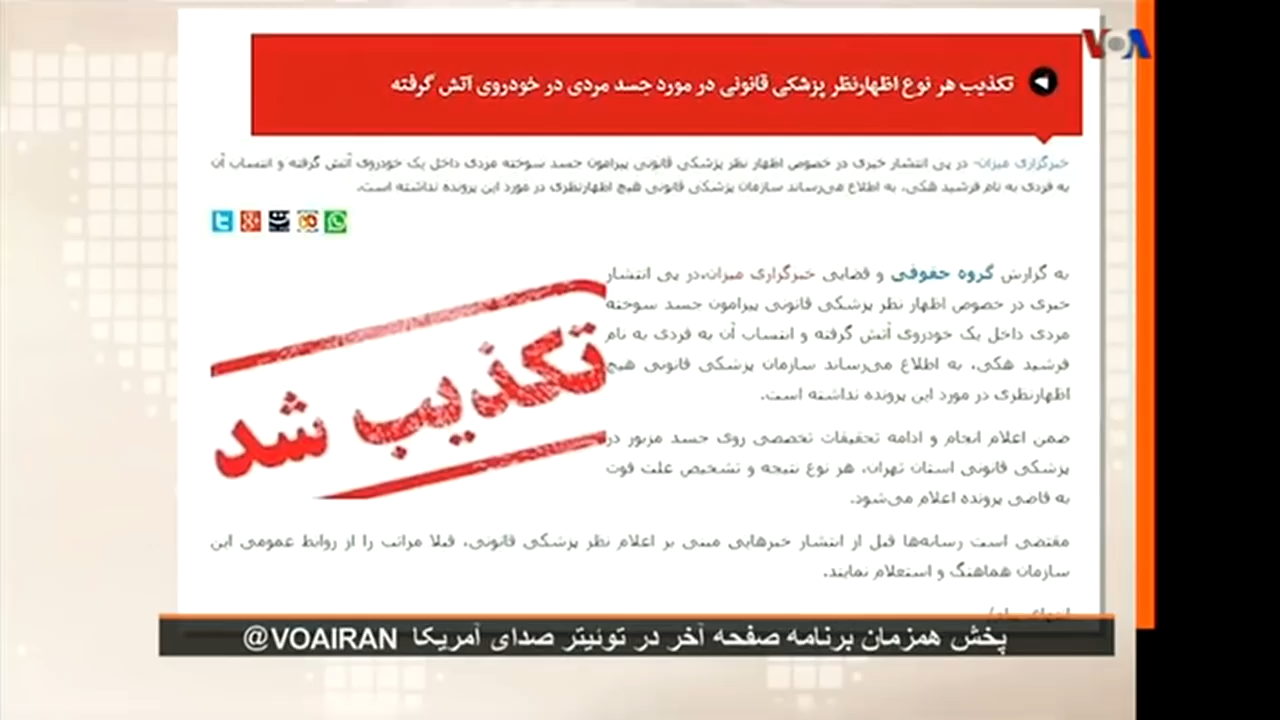 VOA
تکذیب هر نوع اظهارنظر پزشکی قانونی در مورد جسد مردی در خودروی آتش گرفته
خبرگزاری میزان- در پی انتشار خبری در خصوص اظهار نظر پزشکی قانونی پیرامون جسد سوخته مردی داخل یک خودروی آتش گرفته و انتساب آن
به فردی به نام فرشید هکی، به اطلاع می‌رساند سازمان پزشکی قانونی هیچ اظهارنظری در مورد این پرونده نداشته است.
به گزارش گروه حقوقی و قضایی خبرگزاری میزان،در پی انتشار
خبری در خصوص اظهار نظر پزشکی قانونی پیرامون جسد سوخته
مردی داخل یک خودروی آتش گرفته و انتساب آن به فردی به نام
فرشید هکی، به اطلاع می‌رساند سازمان پزشکی قانونی هیچ
اظهارنظری در مورد این پرونده نداشته است.
تکذیب شد
ضمن اعلام انجام و ادامه تحقیقات تخصصی روی جسد مزبور در
پزشکی قانونی استان تهران، هر نوع نتیجه و تشخیص علت فوت
به قاضی پرونده اعلام می‌شود.
مقتضی است رسانه‌ها قبل از انتشار خبرهایی مبنی بر اعلام نظر پزشکی قانونی، قبلا مراتب را از روابط عمومی این
سازمان هماهنگ و استعلام نمایند.
پخش همزمان برنامه صفحه آخر در توئیتر صدای آمریکا @VOAIRAN